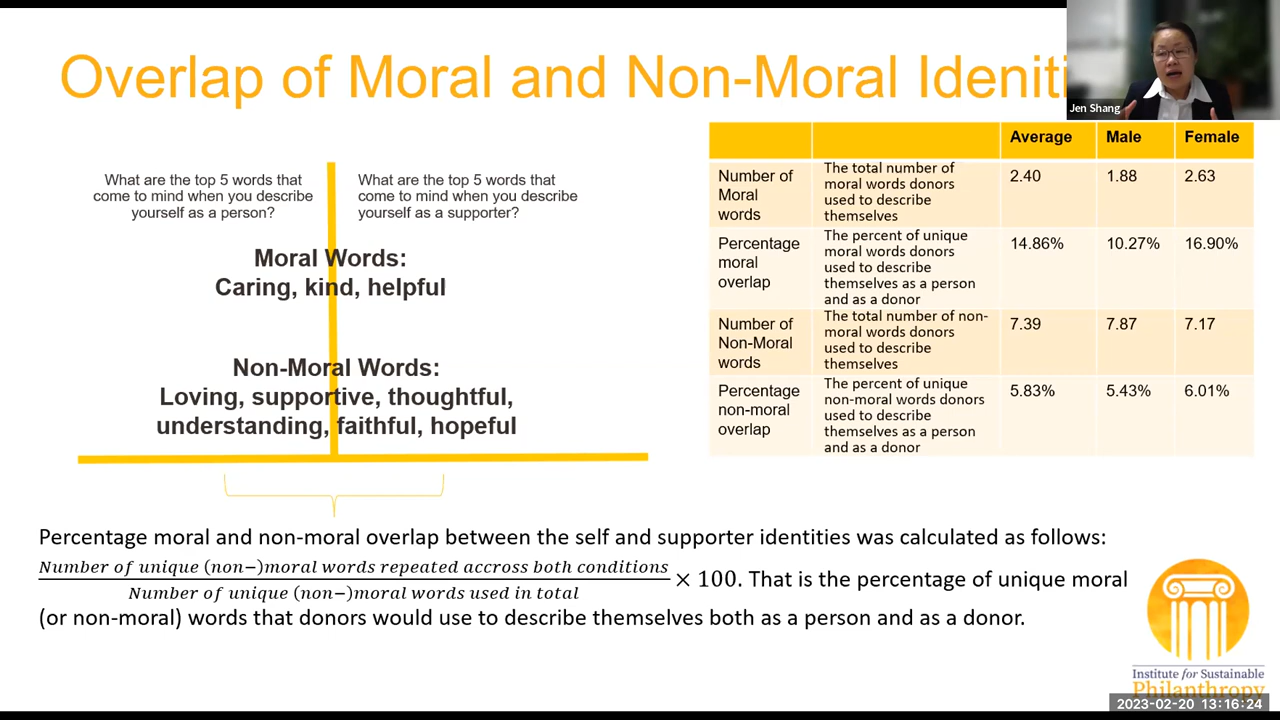 Overlap of Moral and Non-Moral Ideniti
Jen Shang
What are the top 5 words that
come to mind when you describe
yourself as a person?
What are the top 5 words that
come to mind when you describe
yourself as a supporter?
Moral Words:
Caring, kind, helpful
Non-Moral Words:
Loving, supportive, thoughtful,
understanding, faithful, hopeful
Average Male Female
Number of
Moral
words
The total number of
moral words donors
used to describe
themselves
2.40 1.88 2.63
Percentage
moral
overlap
The percent of unique
moral words donors
used to describe
themselves as a person
and as a donor
14.86% 10.27% 16.90%
Number of
Non-Moral
words
The total number of non-
moral words donors
used to describe
themselves
7.39 7.87 7.17
Percentage
non-moral
overlap
The percent of unique
non-moral words donors
used to describe
themselves as a person
and as a donor
5.83% 5.43% 6.01%
Percentage moral and non-moral overlap between the self and supporter identities was calculated as follows:
Number of unique (non−)moral words repeated accross both conditions
Number of unique (non−)moral words used in total
× 100. That is the percentage of unique moral
(or non-moral) words that donors would use to describe themselves both as a person and as a donor.
Institute for Sustainable
Philanthropy
2023-02-20 13:16:24